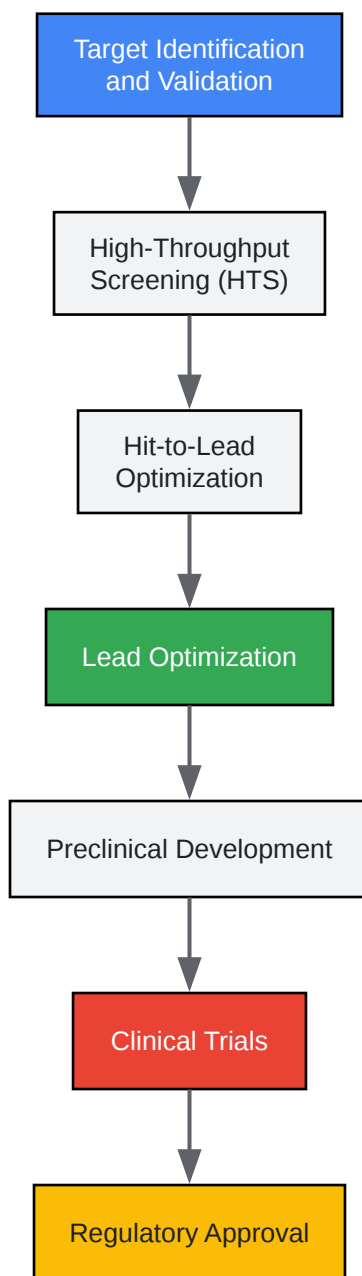 Target Identification
and Validation
High-Throughput
Screening (HTS)
Hit-to-Lead
Optimization
Lead Optimization
Preclinical Development
Clinical Trials
Regulatory Approval